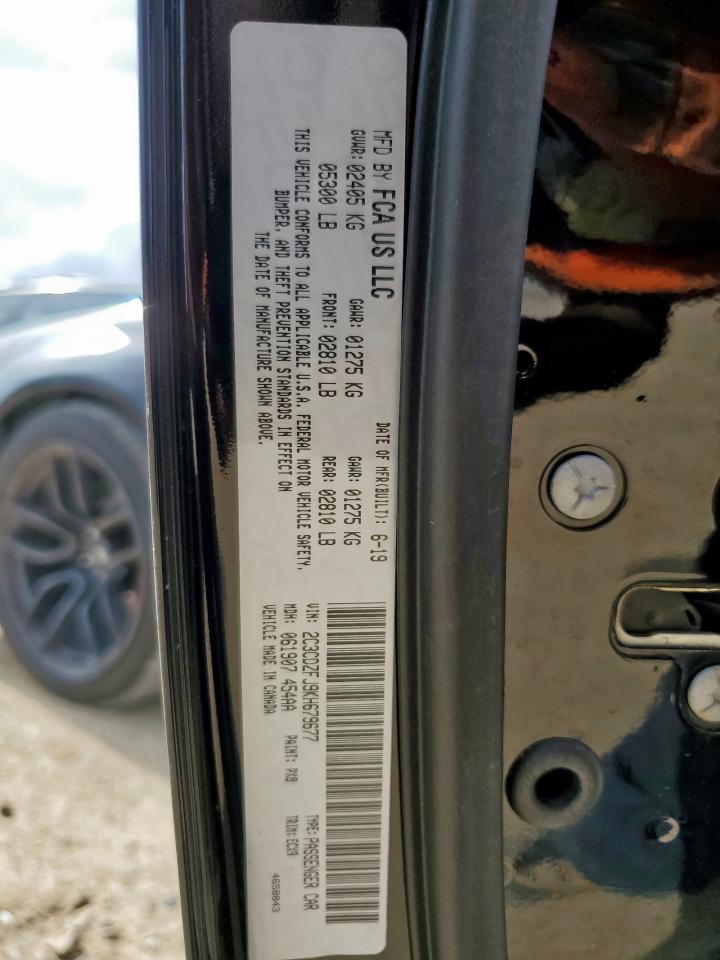 MFD BY FCA US LLC
DATE OF MFR(BUILT): 6-19
GVWR: 02405 KG GAWR: 01275 KG GAWR: 01275 KG
05300 LB FRONT: 02810 LB REAR: 02810 LB
THIS VEHICLE CONFORMS TO ALL APPLICABLE U.S.A. FEDERAL MOTOR VEHICLE SAFETY,
BUMPER, AND THEFT PREVENTION STANDARDS IN EFFECT ON
THE DATE OF MANUFACTURE SHOWN ABOVE.
VIN: 2C3CDZFJ9KH679677 TYPE: PASSENGER CAR
MDH: 061907 454AA PAINT: PX8 TRIM: ECX9
VEHICLE MADE IN CANADA 4658843